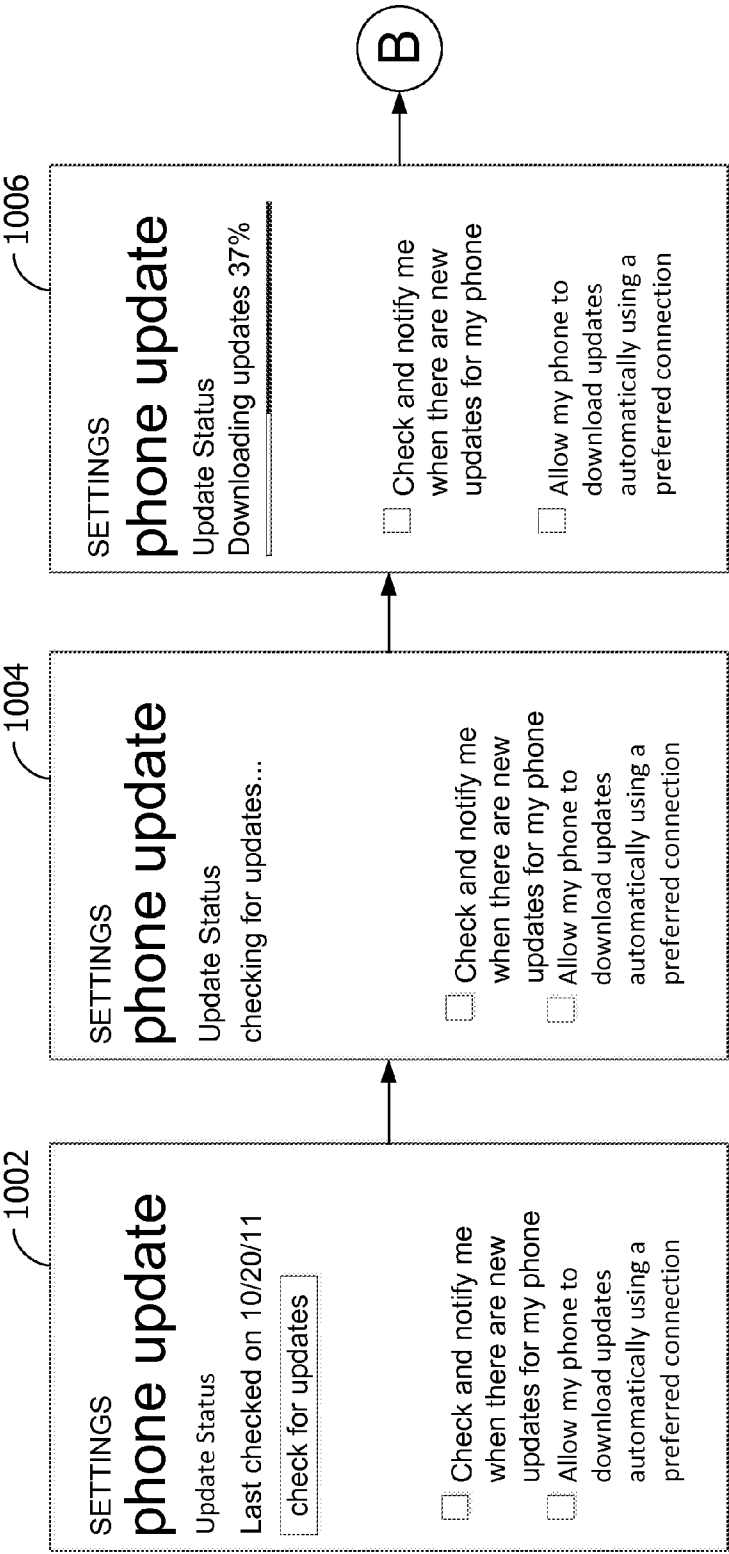 1002
SETTINGS
phone update
Update Status
Last checked on 10/20/11
check for updates
Check and notify me
when there are new
updates for my phone
Allow my phone to
download updates
automatically using a
preferred connection
1004
SETTINGS
phone update
Update Status
checking for updates...
Check and notify me
when there are new
updates for my phone
Allow my phone to
download updates
automatically using a
preferred connection
1006
SETTINGS
phone update
Update Status
Downloading updates 37%
Check and notify me
when there are new
updates for my phone
Allow my phone to
download updates
automatically using a
preferred connection
B